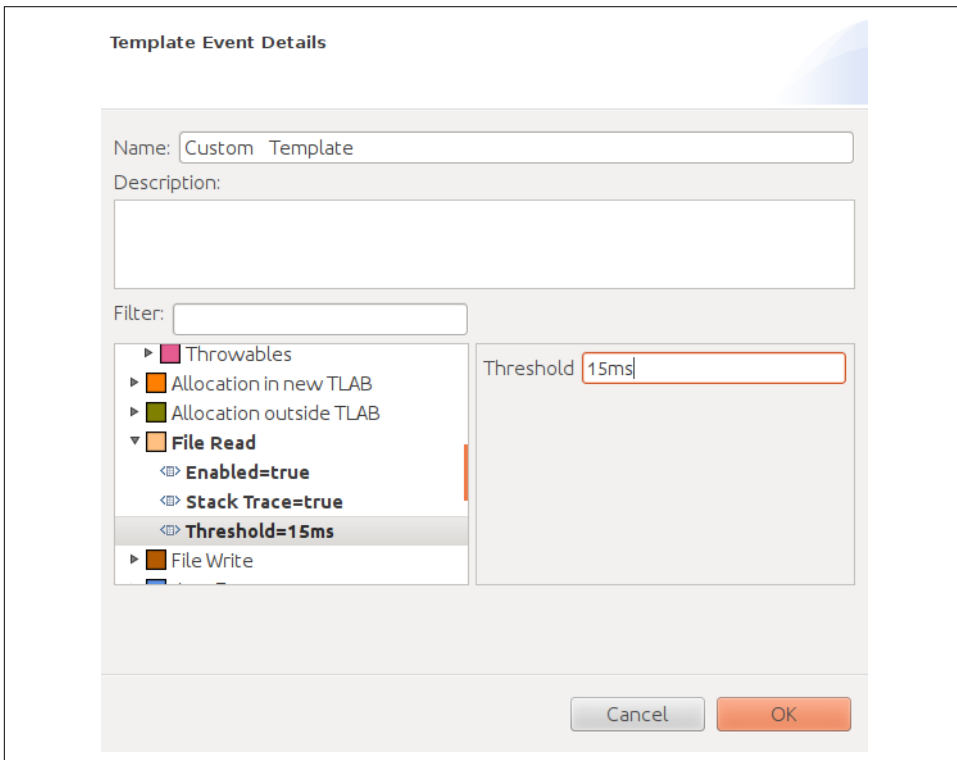 Template Event Details
Name: Custom Template
Description:
Filter:
Throwables
Allocation in new TLAB
Allocation outside TLAB
File Read
Enabled=true
Stack Trace=true
Threshold=15ms
File Write
Threshold 15ms
Cancel OK